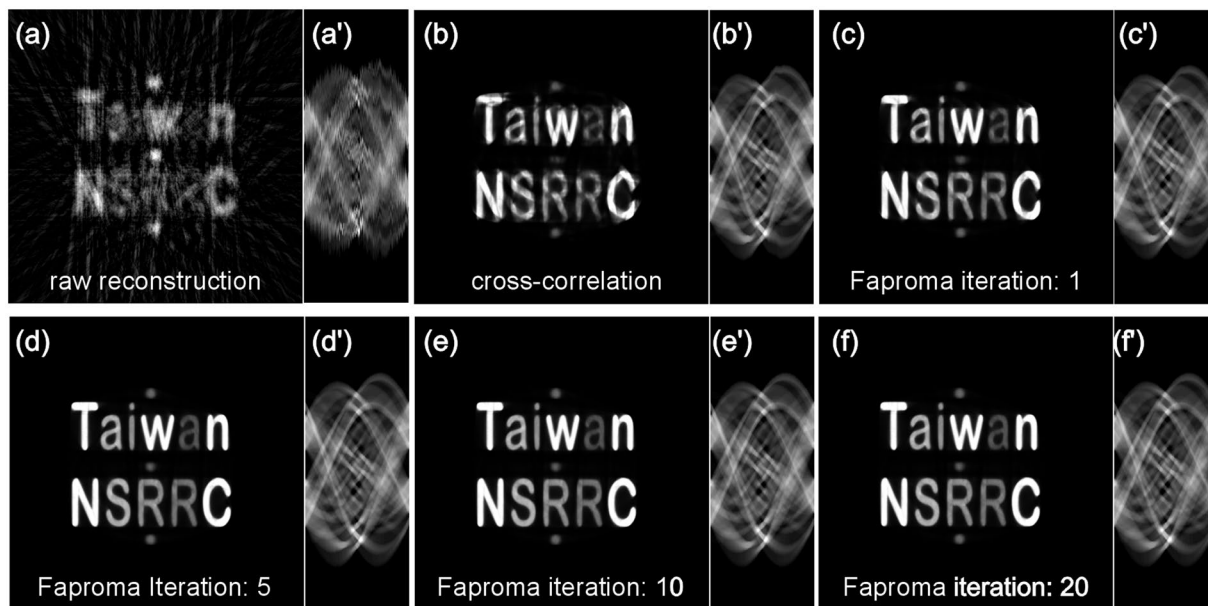 (a) (a')
Taiwan
NSRRC
raw reconstruction
(b) (b')
Taiwan
NSRRC
cross-correlation
(c) (c')
Taiwan
NSRRC
Faproma iteration: 1
(d) (d')
Taiwan
NSRRC
Faproma Iteration: 5
(e) (e')
Taiwan
NSRRC
Faproma iteration: 10
(f) (f')
Taiwan
NSRRC
Faproma iteration: 20